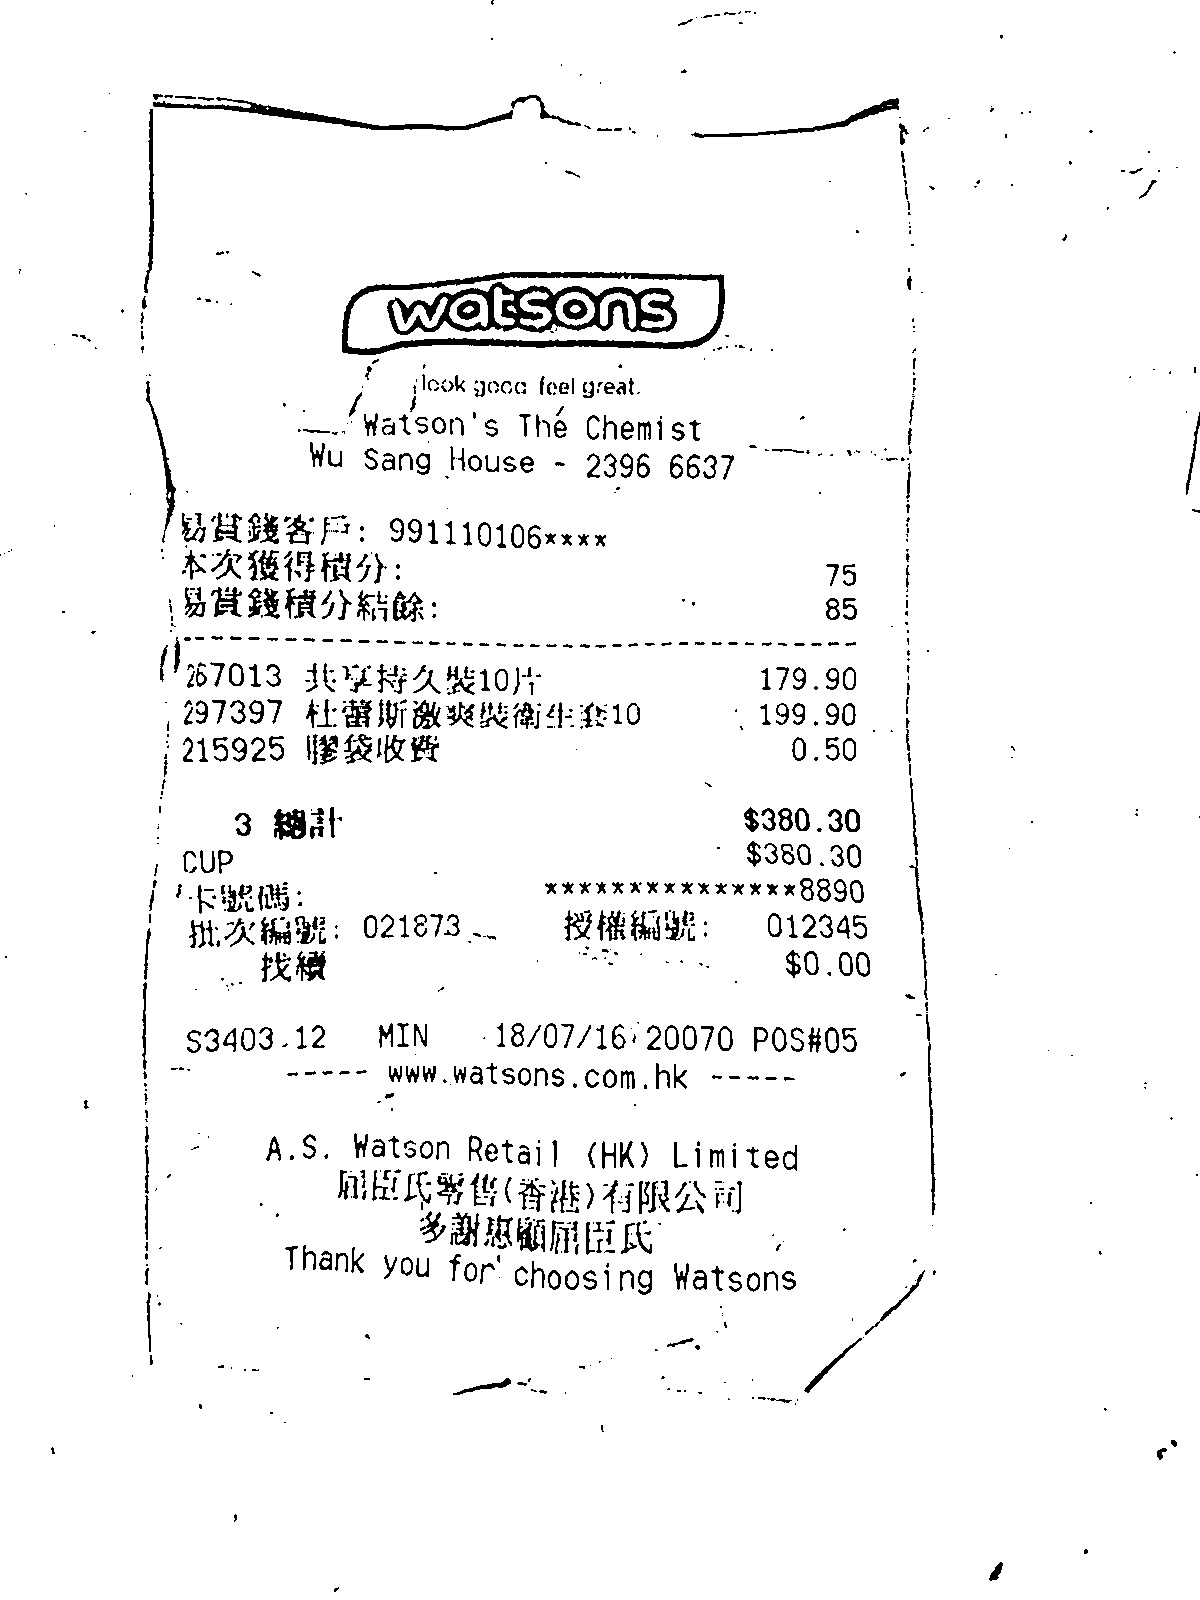 watsons
look good feel great.
Watson's The Chemist
Wu Sang House - 2396 6637
易賞錢客戶: 991110106****
本次獲得積分: 75
易賞錢積分結餘: 85
--------------------------------------
267013 共享持久裝10片 179.90
297397 杜蕾斯激爽裝衛生套10 199.90
215925 膠袋收費 0.50
3 總計 $380.30
CUP $380.30
卡號碼: ***************8890
批次編號: 021873 授權編號: 012345
找續 $0.00
S3403.12 MIN 18/07/16 20070 POS#05
----- www.watsons.com.hk -----
A.S. Watson Retail (HK) Limited
屈臣氏零售(香港)有限公司
多謝惠顧屈臣氏
Thank you for choosing Watsons